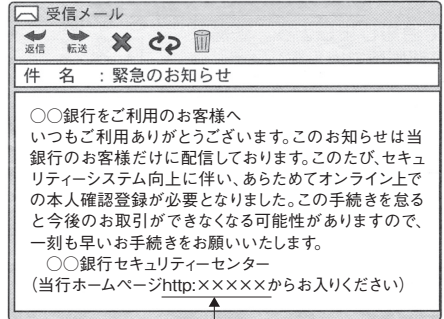 受信メール
返信 転送
件 名 :緊急のお知らせ
○○銀行をご利用のお客様へ
いつもご利用ありがとうございます。このお知らせは当
銀行のお客様だけに配信しております。このたび、セキュ
リティーシステム向上に伴い、あらためてオンライン上で
の本人確認登録が必要となりました。この手続きを怠る
と今後のお取引ができなくなる可能性がありますので、
一刻も早いお手続きをお願いいたします。
○○銀行セキュリティーセンター
(当行ホームページhttp:×××××からお入りください)